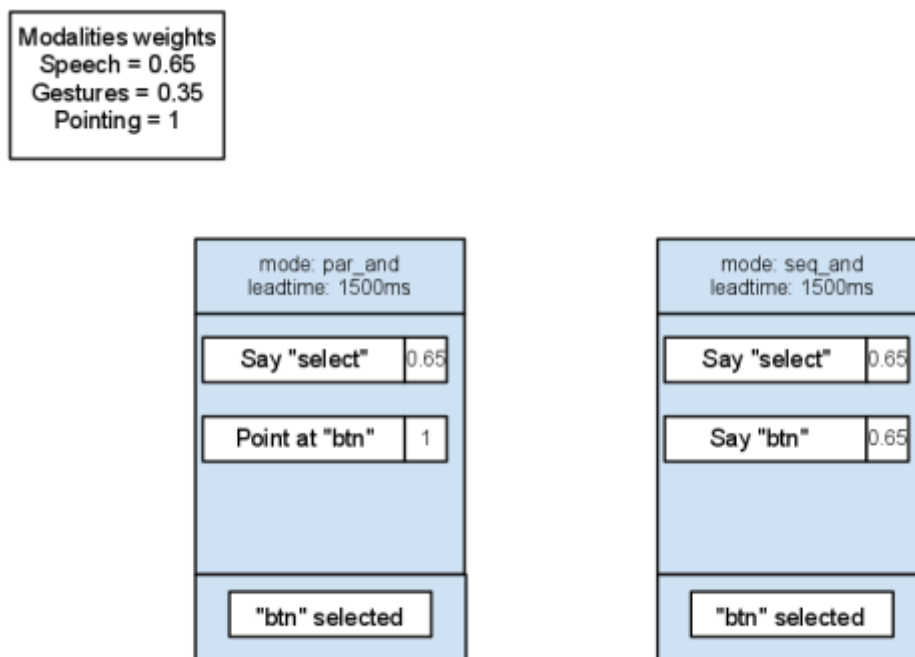 Modalities weights
Speech = 0.65
Gestures = 0.35
Pointing = 1
mode: par_and
leadtime: 1500ms
Say "select" 0.65
Point at "btn" 1
"btn" selected
mode: seq_and
leadtime: 1500ms
Say "select" 0.65
Say "btn" 0.65
"btn" selected